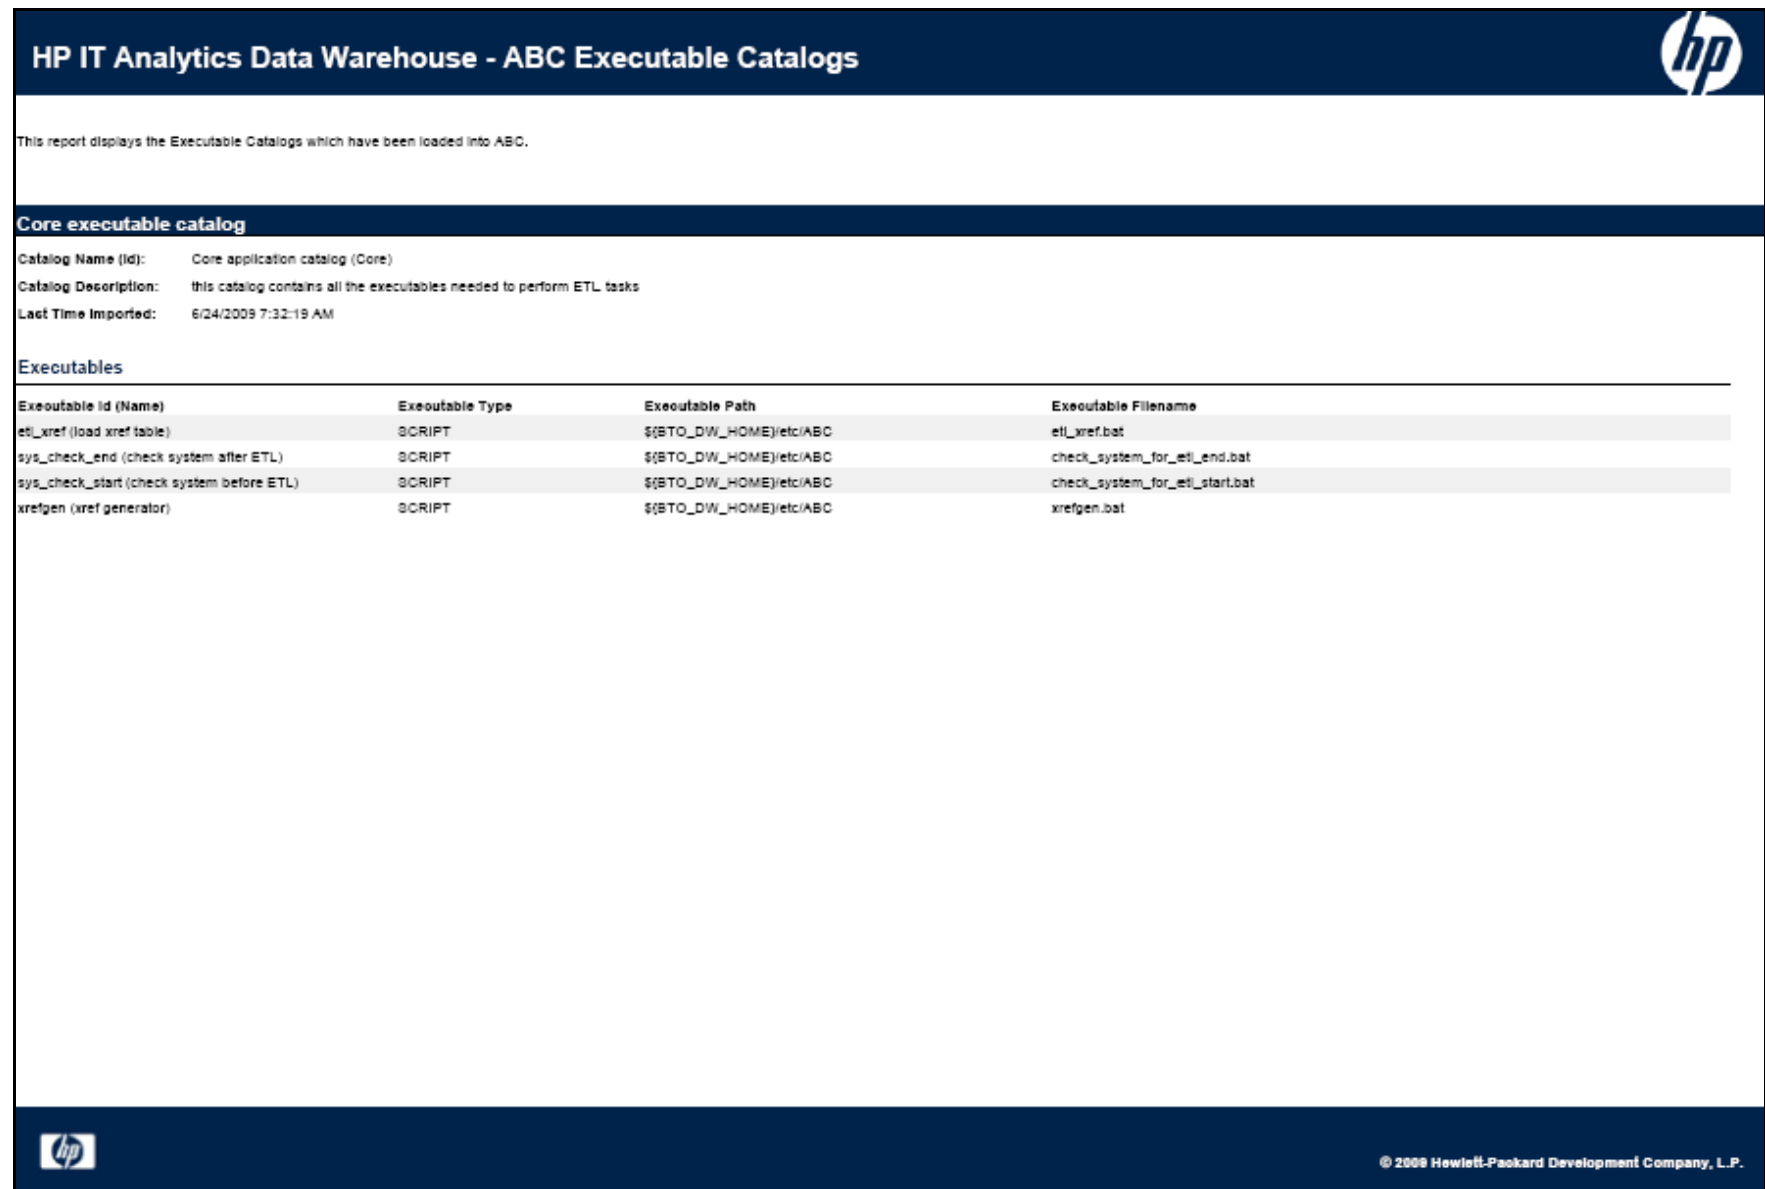 HP IT Analytics Data Warehouse - ABC Executable Catalogs
hp
This report displays the Executable Catalogs which have been loaded into ABC.
Core executable catalog
Catalog Name (Id): Core application catalog (Core)
Catalog Description: this catalog contains all the executables needed to perform ETL tasks
Last Time Imported: 6/24/2009 7:32:19 AM
Executables
Executable Id (Name) Executable Type Executable Path Executable Filename
etl_xref (load xref table) SCRIPT ${BTO_DW_HOME}/etc/ABC etl_xref.bat
sys_check_end (check system after ETL) SCRIPT ${BTO_DW_HOME}/etc/ABC check_system_for_etl_end.bat
sys_check_start (check system before ETL) SCRIPT ${BTO_DW_HOME}/etc/ABC check_system_for_etl_start.bat
xrefgen (xref generator) SCRIPT ${BTO_DW_HOME}/etc/ABC xrefgen.bat
hp
© 2009 Hewlett-Packard Development Company, L.P.